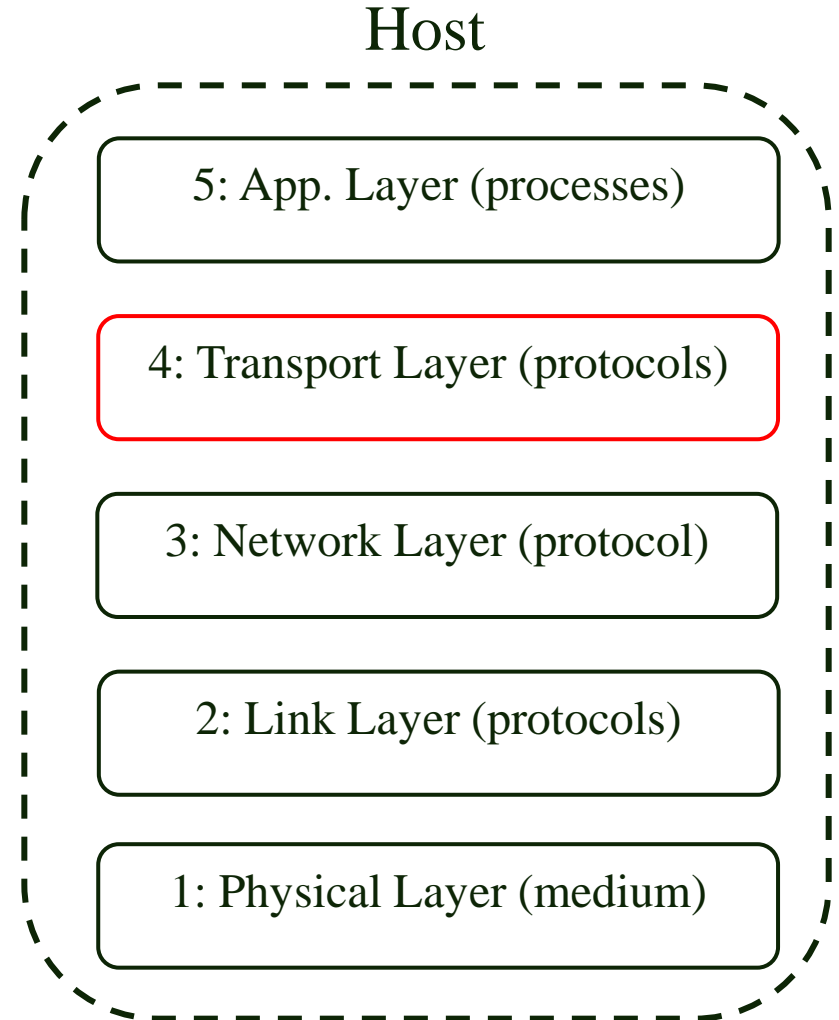 Host
5: App. Layer (processes)
4: Transport Layer (protocols)
3: Network Layer (protocol)
2: Link Layer (protocols)
1: Physical Layer (medium)